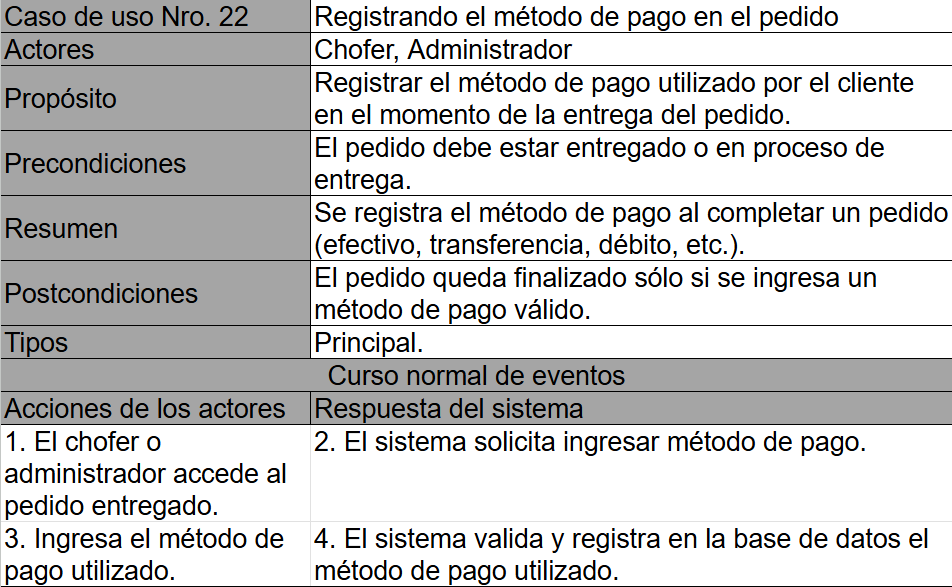 Caso de uso Nro. 22
Registrando el método de pago en el pedido
Actores
Chofer, Administrador
Propósito
Registrar el método de pago utilizado por el cliente
en el momento de la entrega del pedido.
Precondiciones
El pedido debe estar entregado o en proceso de
entrega.
Resumen
Se registra el método de pago al completar un pedido
(efectivo, transferencia, débito, etc.).
Postcondiciones
El pedido queda finalizado sólo si se ingresa un
método de pago válido.
Tipos
Principal.
Curso normal de eventos
Acciones de los actores
Respuesta del sistema
1. El chofer o
administrador accede al
pedido entregado.
2. El sistema solicita ingresar método de pago.
3. Ingresa el método de
pago utilizado.
4. El sistema valida y registra en la base de datos el
método de pago utilizado.